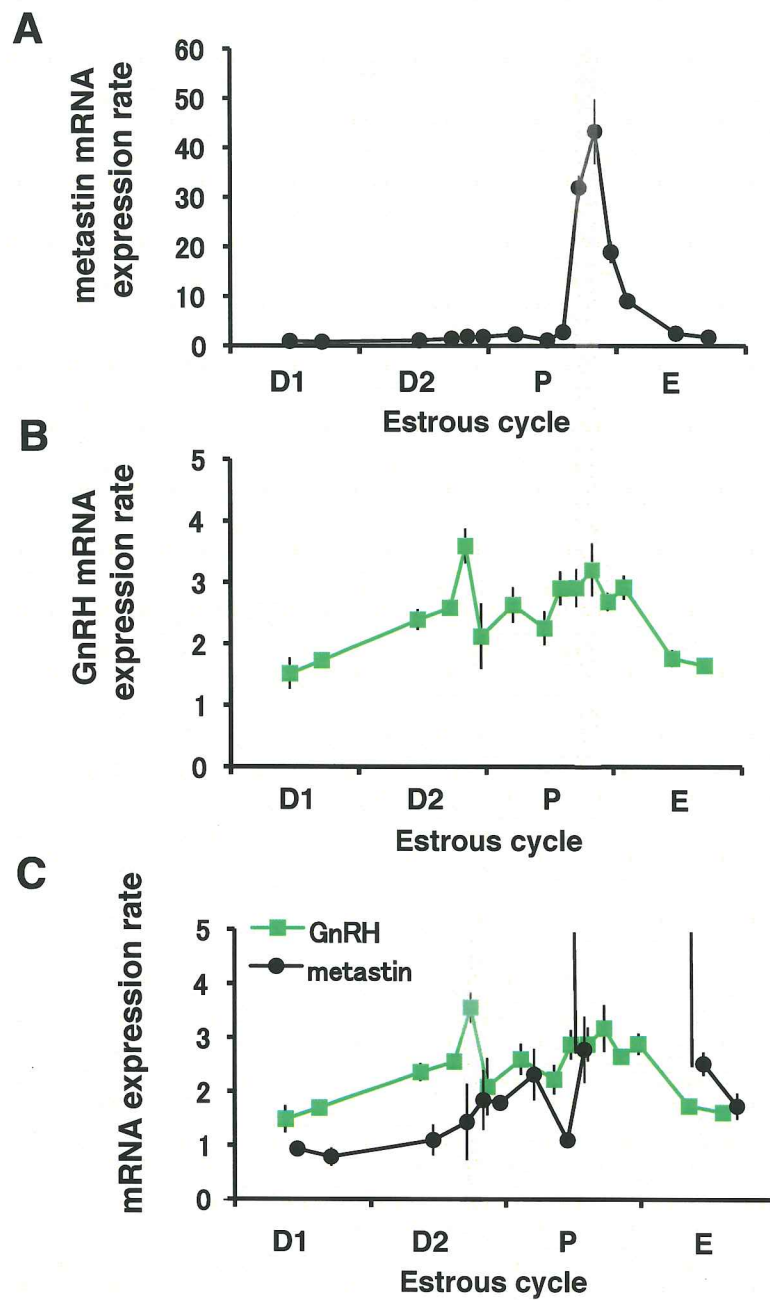 A
metastin mRNA
expression rate
60
50
40
30
20
10
0
D1 D2 P E
Estrous cycle
B
GnRH mRNA
expression rate
5
4
3
2
1
0
D1 D2 P E
Estrous cycle
C
mRNA expression rate
5
4
3
2
1
0
GnRH
metastin
D1 D2 P E
Estrous cycle